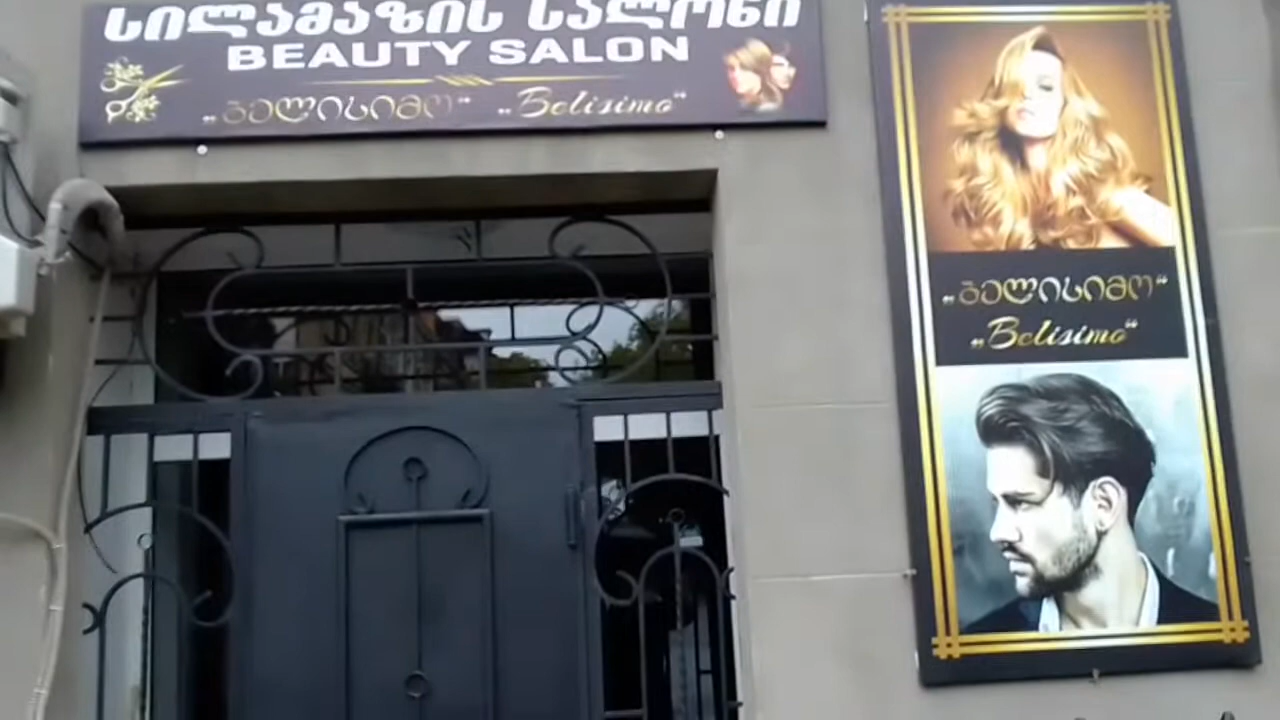 სილამაზის სალონი
BEAUTY SALON
„ბელისიმო“ „Belisimo“
„ბელისიმო“
„Belisimo“